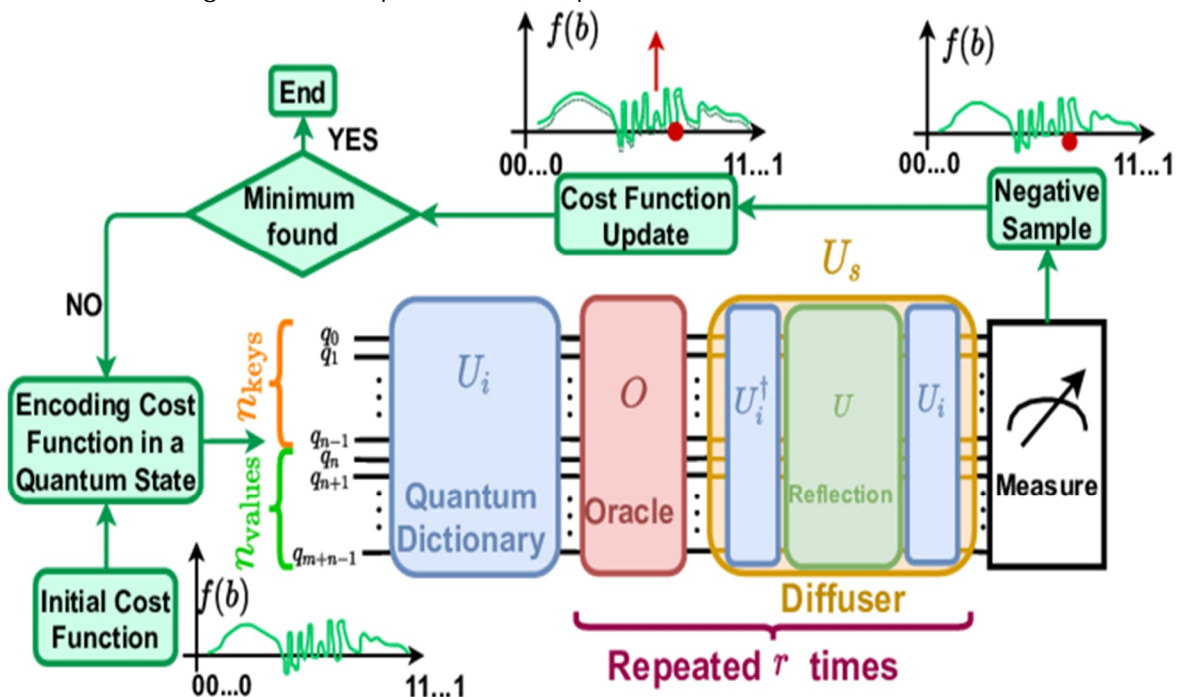 f(b)
00...0
11...1
f(b)
00...0
11...1
End
YES
Minimum
found
Cost Function
Update
Negative
Sample
NO
U_s
n_keys
n_values
q_0
q_1
q_{n-1}
q_n
q_{n+1}
q_{m+n-1}
U_i
Quantum
Dictionary
O
Oracle
U_i^†
U
Reflection
U_i
Measure
Encoding Cost
Function in a
Quantum State
Initial Cost
Function
f(b)
00...0
11...1
Diffuser
Repeated r times